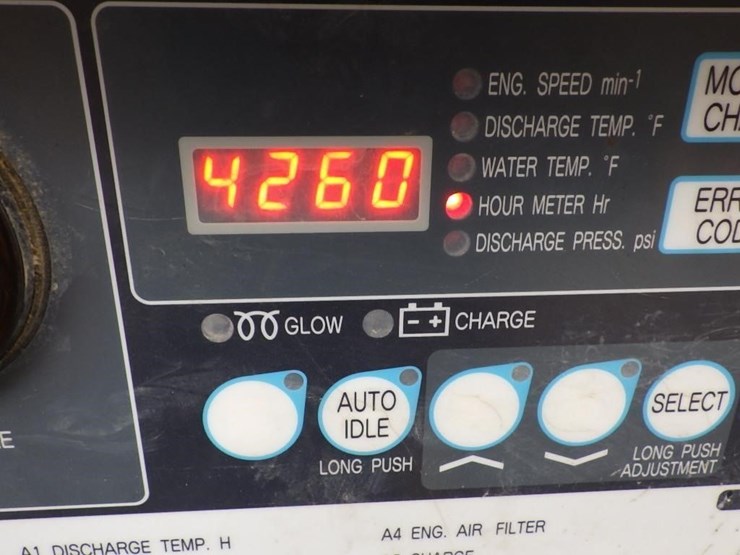 ENG. SPEED min-1
DISCHARGE TEMP. °F
WATER TEMP. °F
HOUR METER Hr
DISCHARGE PRESS. psi
4260
GLOW
- +
CHARGE
AUTO
IDLE
LONG PUSH
SELECT
LONG PUSH
ADJUSTMENT
A1 DISCHARGE TEMP. H
A4 ENG. AIR FILTER